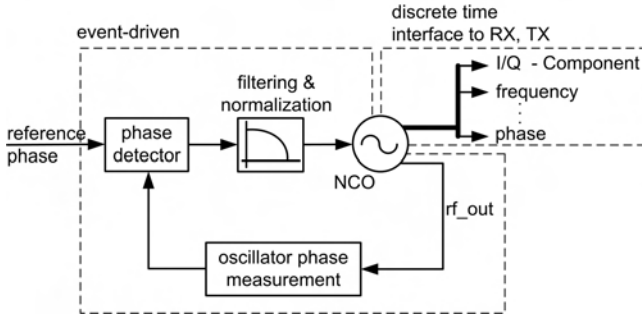 discrete time
interface to RX, TX
event-driven
I/Q - Component
frequency
phase
filtering &
normalization
reference
phase
phase
detector
NCO
rf_out
oscillator phase
measurement